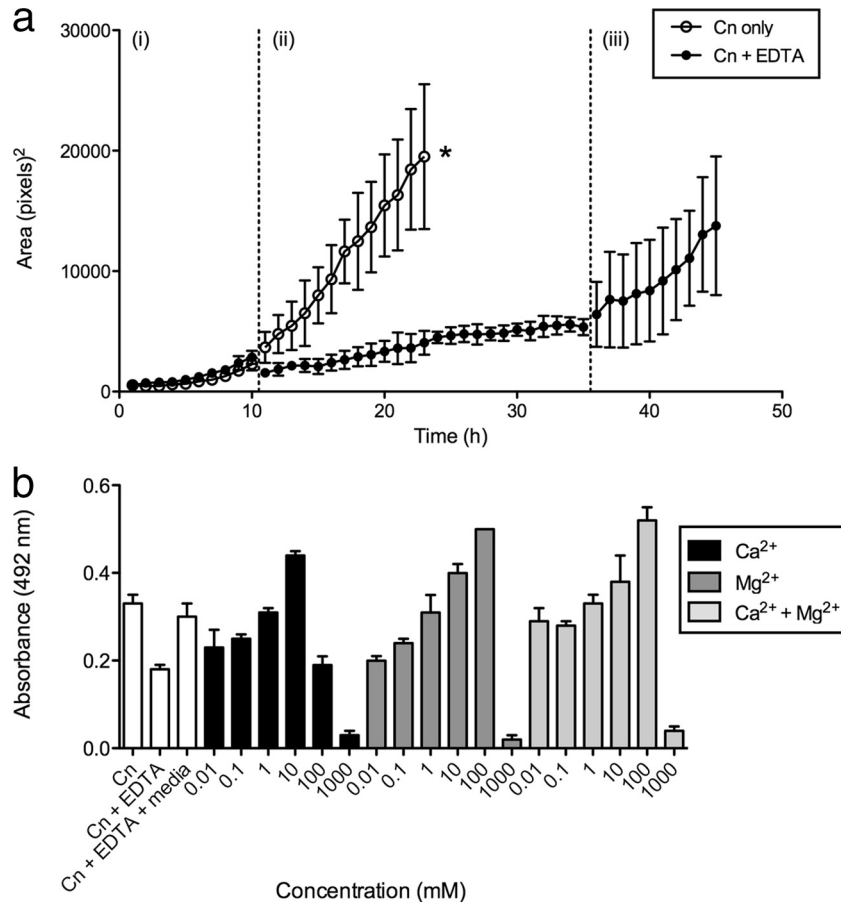 a
30000
20000
10000
0
Area (pixels)²
(i)
(ii)
(iii)
Cn only
Cn + EDTA
*
0
10
20
30
40
50
Time (h)
b
0.6
0.4
0.2
0.0
Absorbance (492 nm)
Ca²⁺
Mg²⁺
Ca²⁺ + Mg²⁺
Cn
Cn + EDTA
Cn + EDTA + media
0.01
0.1
1
10
100
1000
0.01
0.1
1
10
100
1000
0.01
0.1
1
10
100
1000
Concentration (mM)